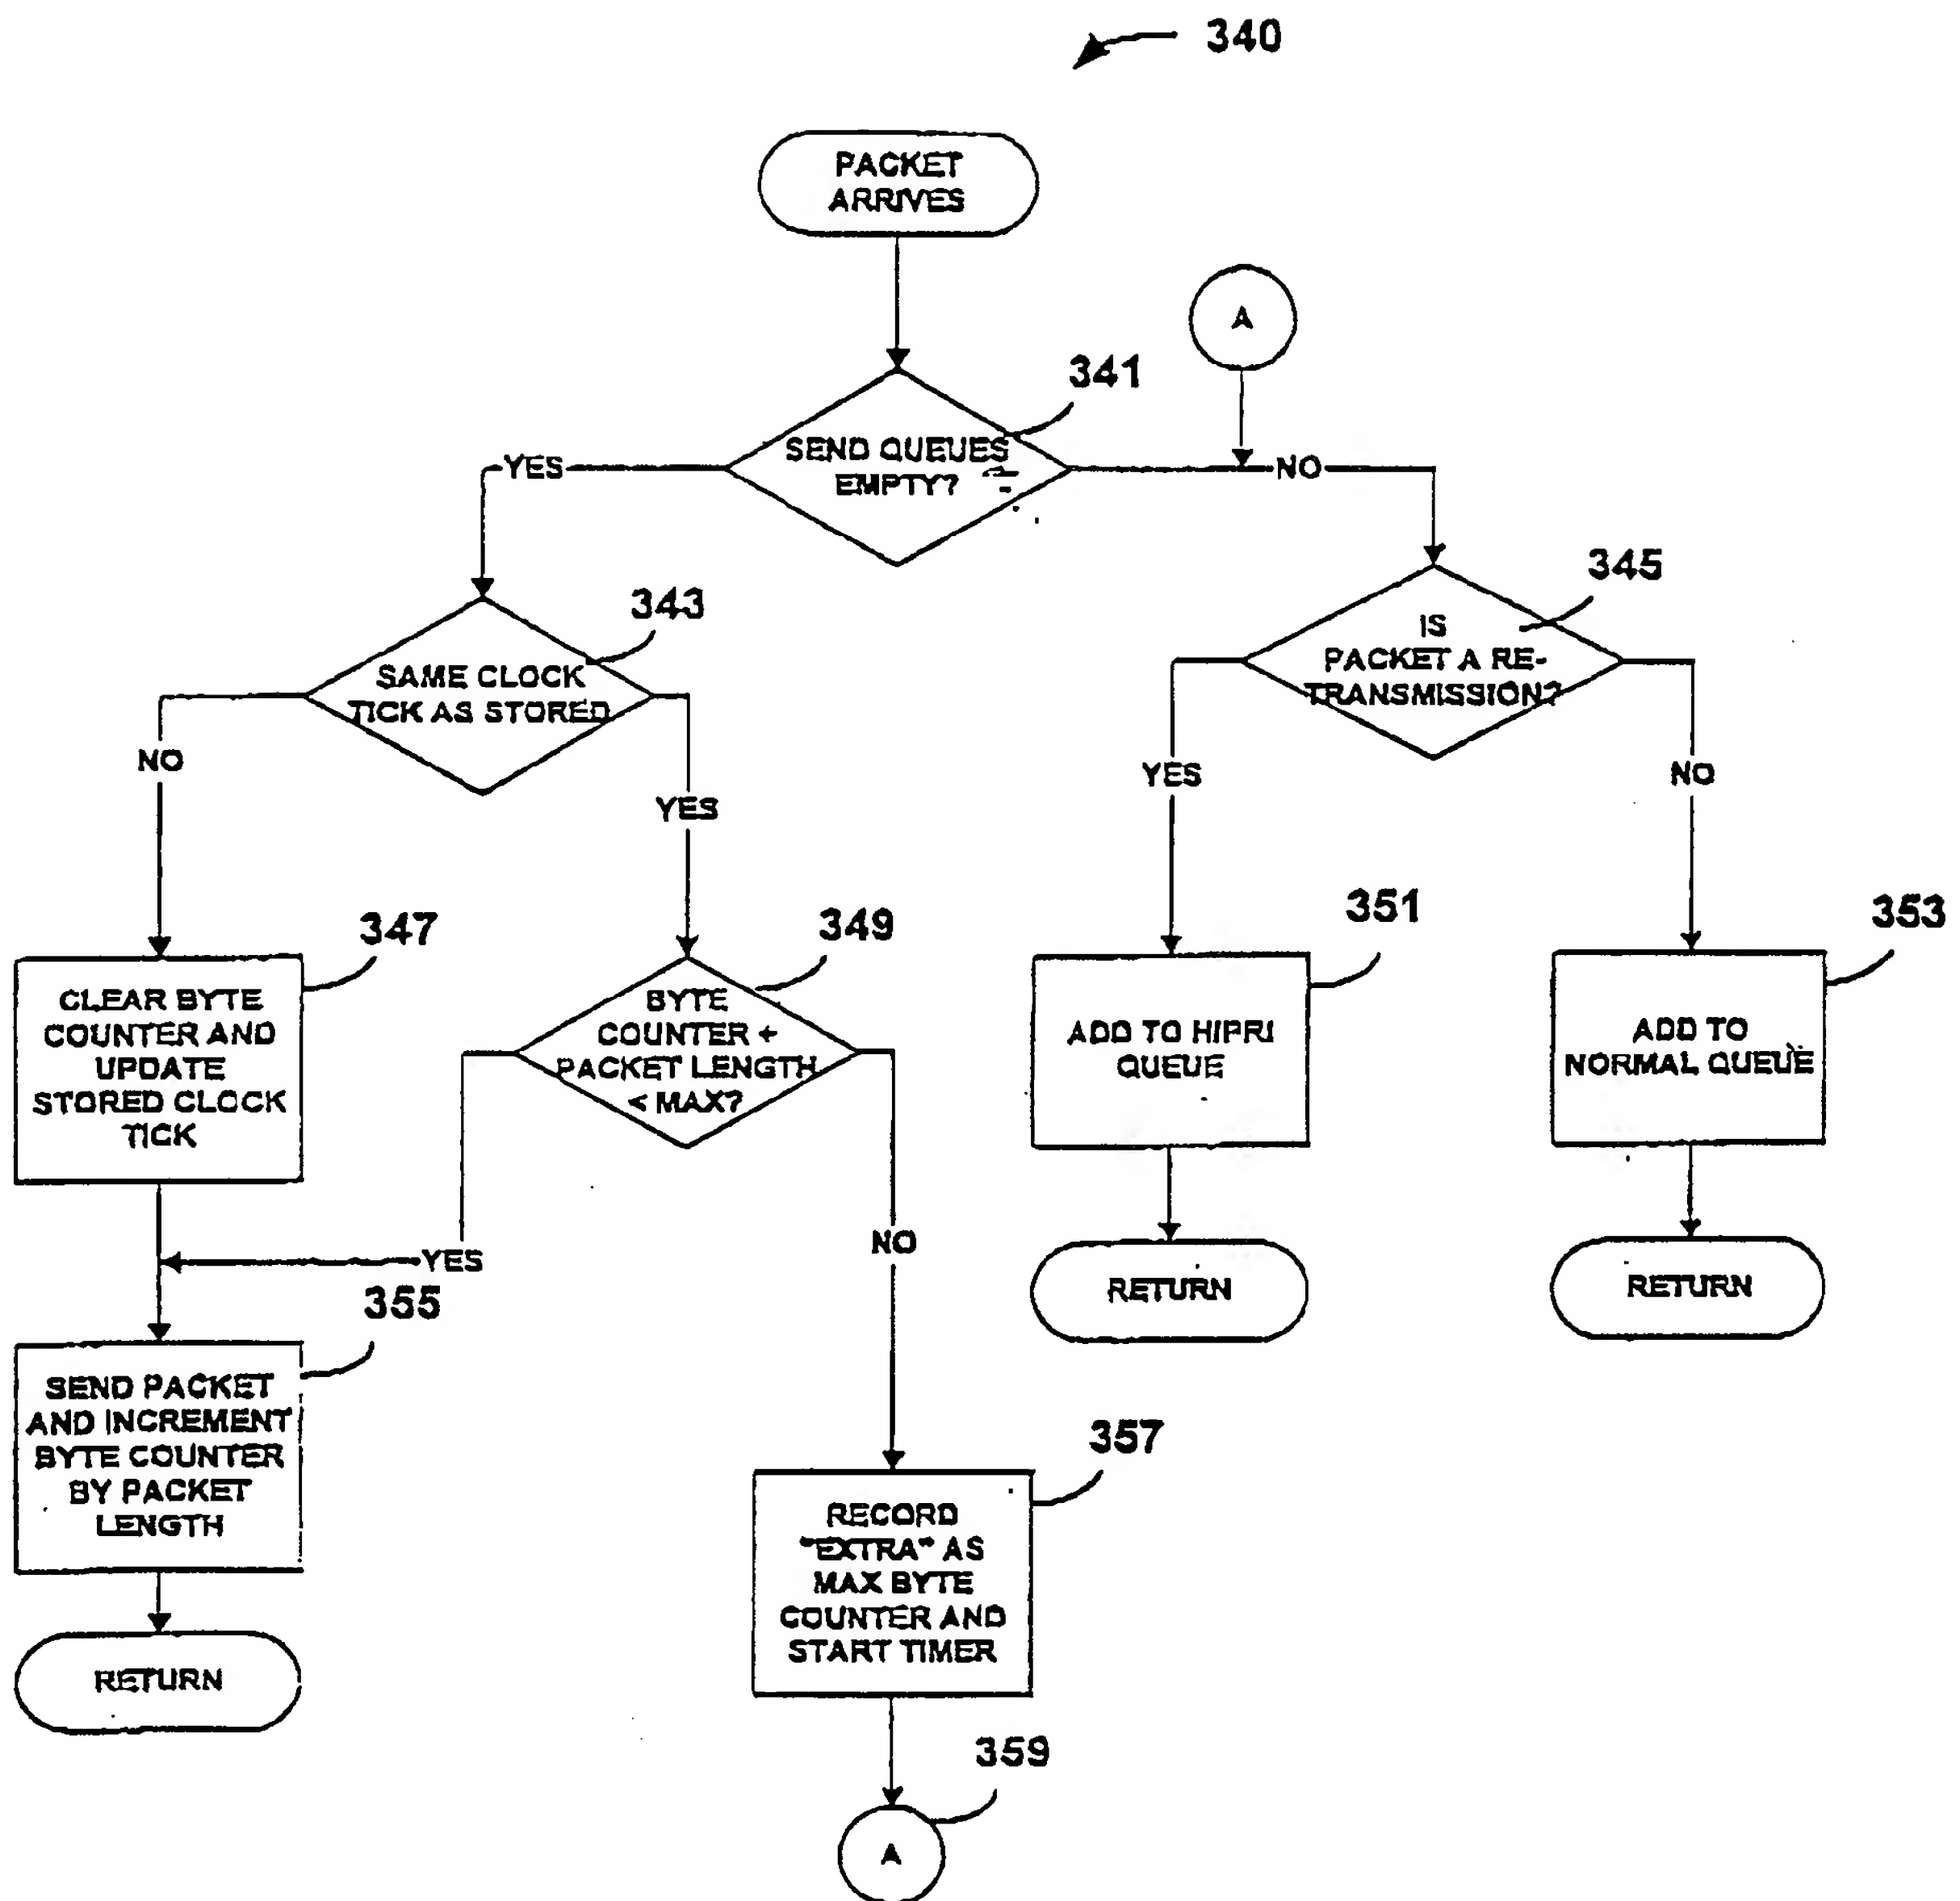 340
PACKET
ARRIVES
A
341
SEND QUEUES
EMPTY?
YES
NO
343
345
SAME CLOCK
TICK AS STORED
IS
PACKET A RE-
TRANSMISSION?
NO
YES
YES
NO
347
349
351
353
CLEAR BYTE
COUNTER AND
UPDATE
STORED CLOCK
TICK
BYTE
COUNTER +
PACKET LENGTH
< MAX?
ADD TO HIPRI
QUEUE
ADD TO
NORMAL QUEUE
YES
NO
RETURN
RETURN
355
SEND PACKET
AND INCREMENT
BYTE COUNTER
BY PACKET
LENGTH
357
RECORD
"EXTRA" AS
MAX BYTE
COUNTER AND
START TIMER
RETURN
359
A